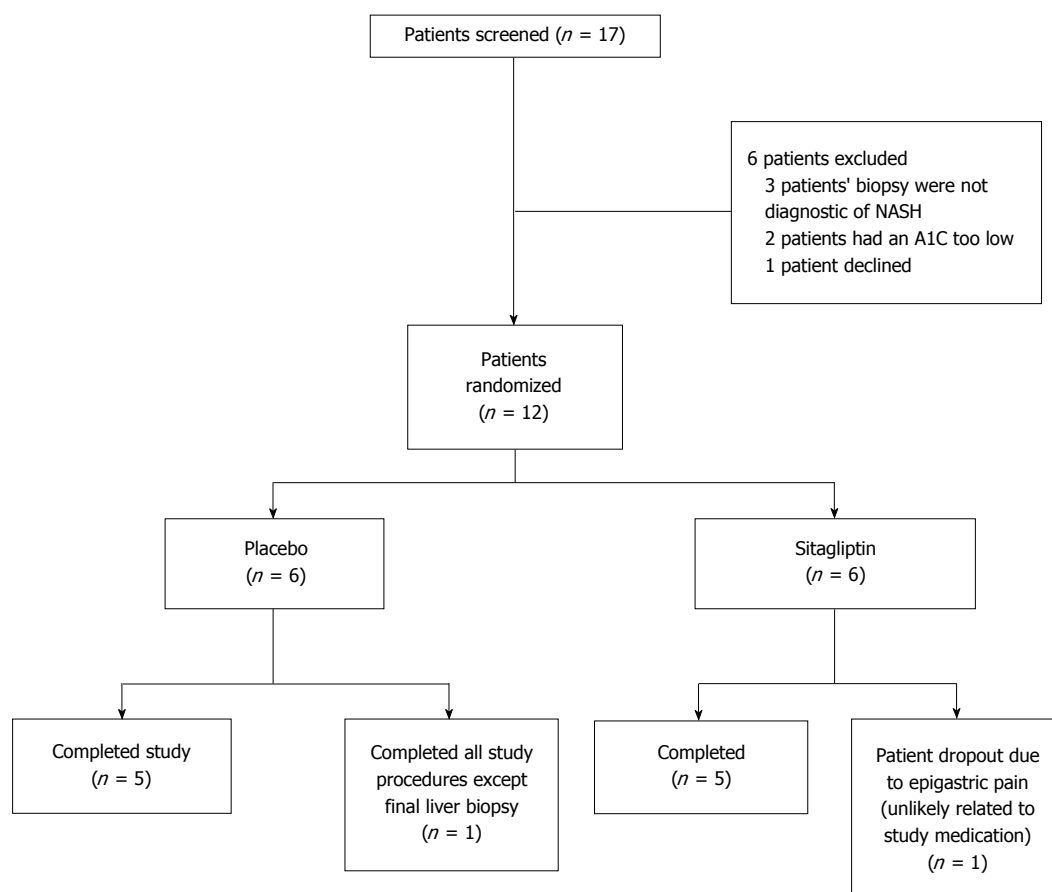 Patients screened (n = 17)
6 patients excluded
3 patients' biopsy were not
diagnostic of NASH
2 patients had an A1C too low
1 patient declined
Patients
randomized
(n = 12)
Placebo
(n = 6)
Sitagliptin
(n = 6)
Completed study
(n = 5)
Completed all study
procedures except
final liver biopsy
(n = 1)
Completed
(n = 5)
Patient dropout due
to epigastric pain
(unlikely related to
study medication)
(n = 1)